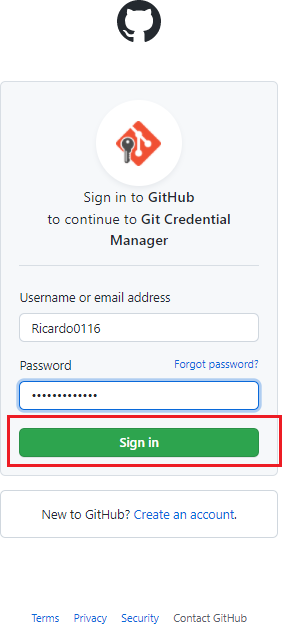 Sign in to GitHub
to continue to Git Credential
Manager
Username or email address
Ricardo0116
Password Forgot password?
•••••••••••••
Sign in
New to GitHub? Create an account.
Terms Privacy Security Contact GitHub